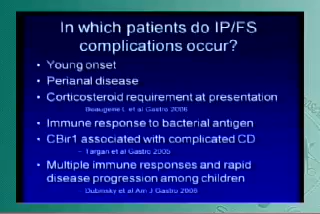 In which patients do IP/FS
complications occur?
• Young onset
• Perianal disease
• Corticosteroid requirement at presentation
- Beaugerie L et al Gastro 2006
• Immune response to bacterial antigen
• CBir1 associated with complicated CD
- Targan et al Gastro 2005
• Multiple immune responses and rapid
disease progression among children
- Dubinsky et al Am J Gastro 2006